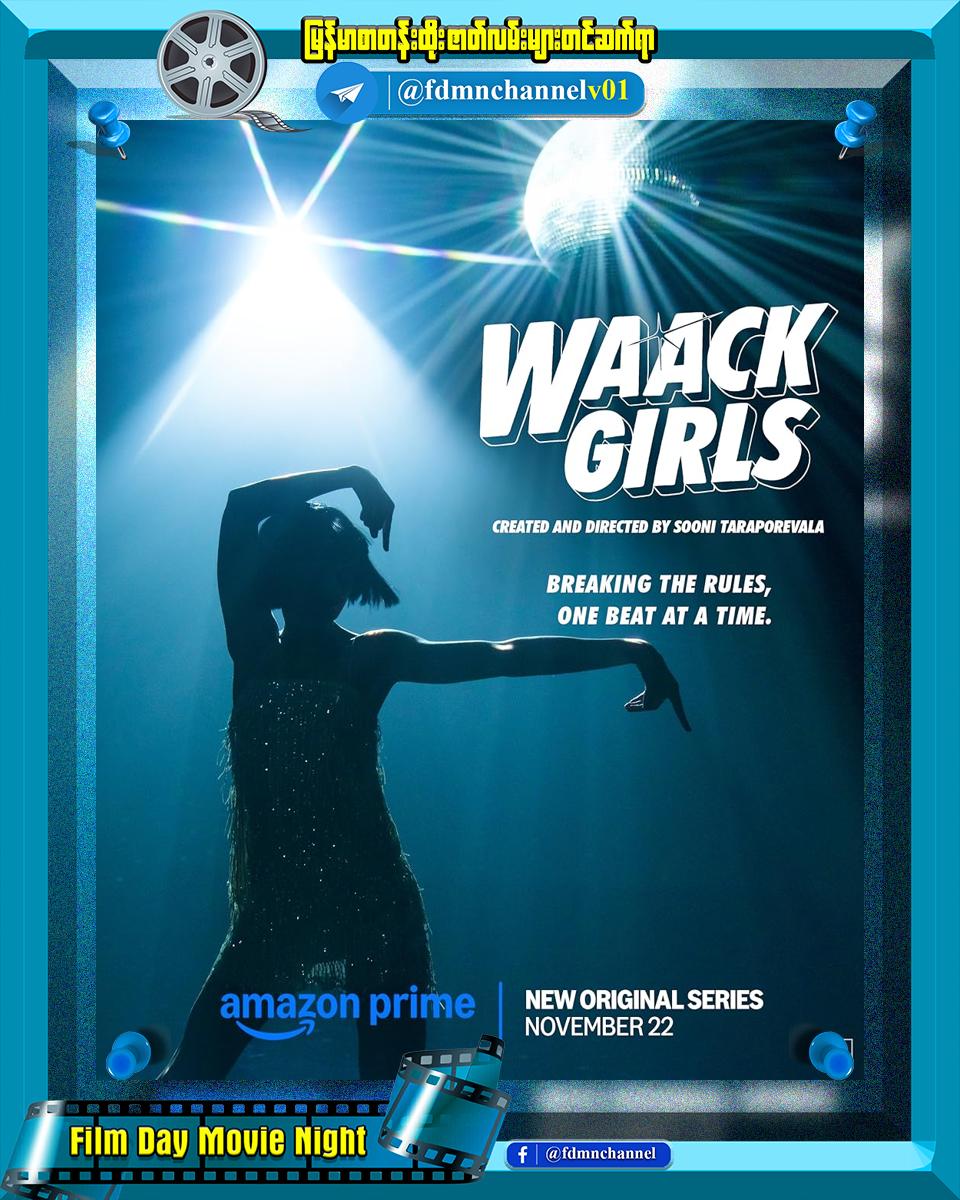 မြန်မာစာတန်းထိုးဇာတ်လမ်းများတင်ဆက်ရာ
@fdmnchannelv01
WAACK
GIRLS
CREATED AND DIRECTED BY SOONI TARAPOREVALA
BREAKING THE RULES,
ONE BEAT AT A TIME.
amazon prime
NEW ORIGINAL SERIES
NOVEMBER 22
Film Day Movie Night
f @fdmnchannel